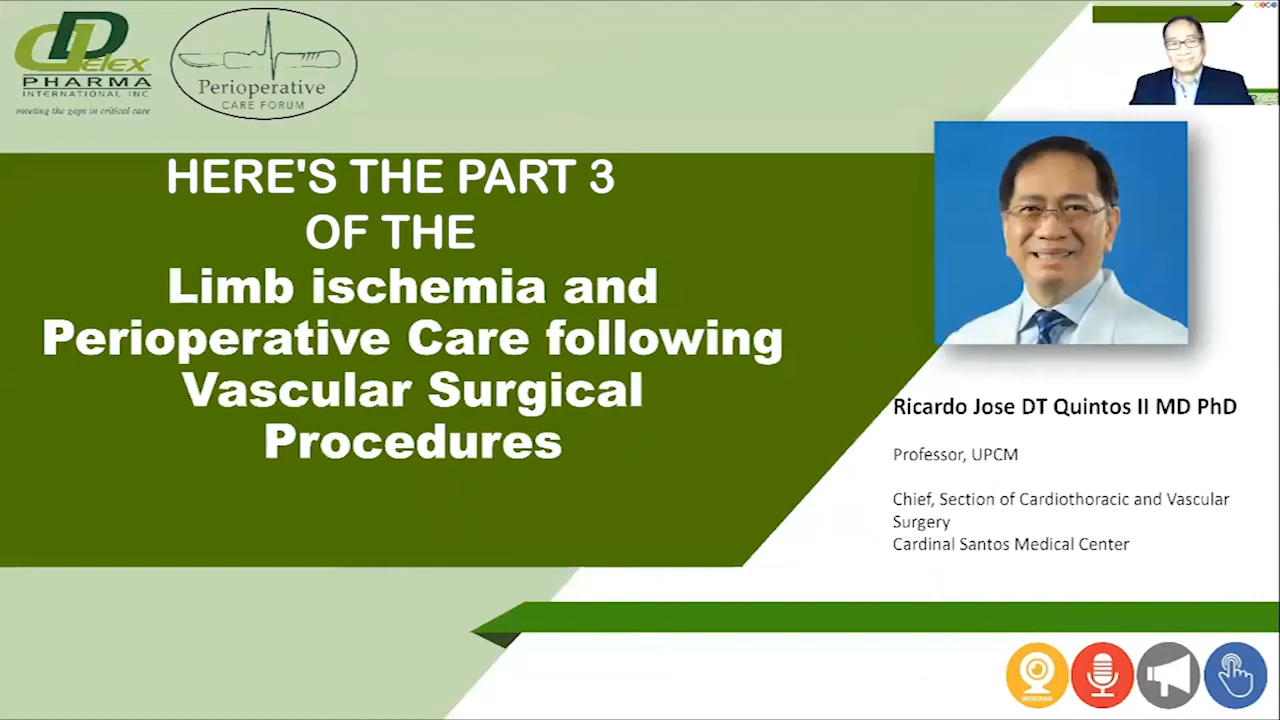 Delex
PHARMA
INTERNATIONAL INC
meeting the gaps in critical care
Perioperative
CARE FORUM
HERE'S THE PART 3
OF THE
Limb ischemia and
Perioperative Care following
Vascular Surgical
Procedures
Ricardo Jose DT Quintos II MD PhD
Professor, UPCM
Chief, Section of Cardiothoracic and Vascular
Surgery
Cardinal Santos Medical Center